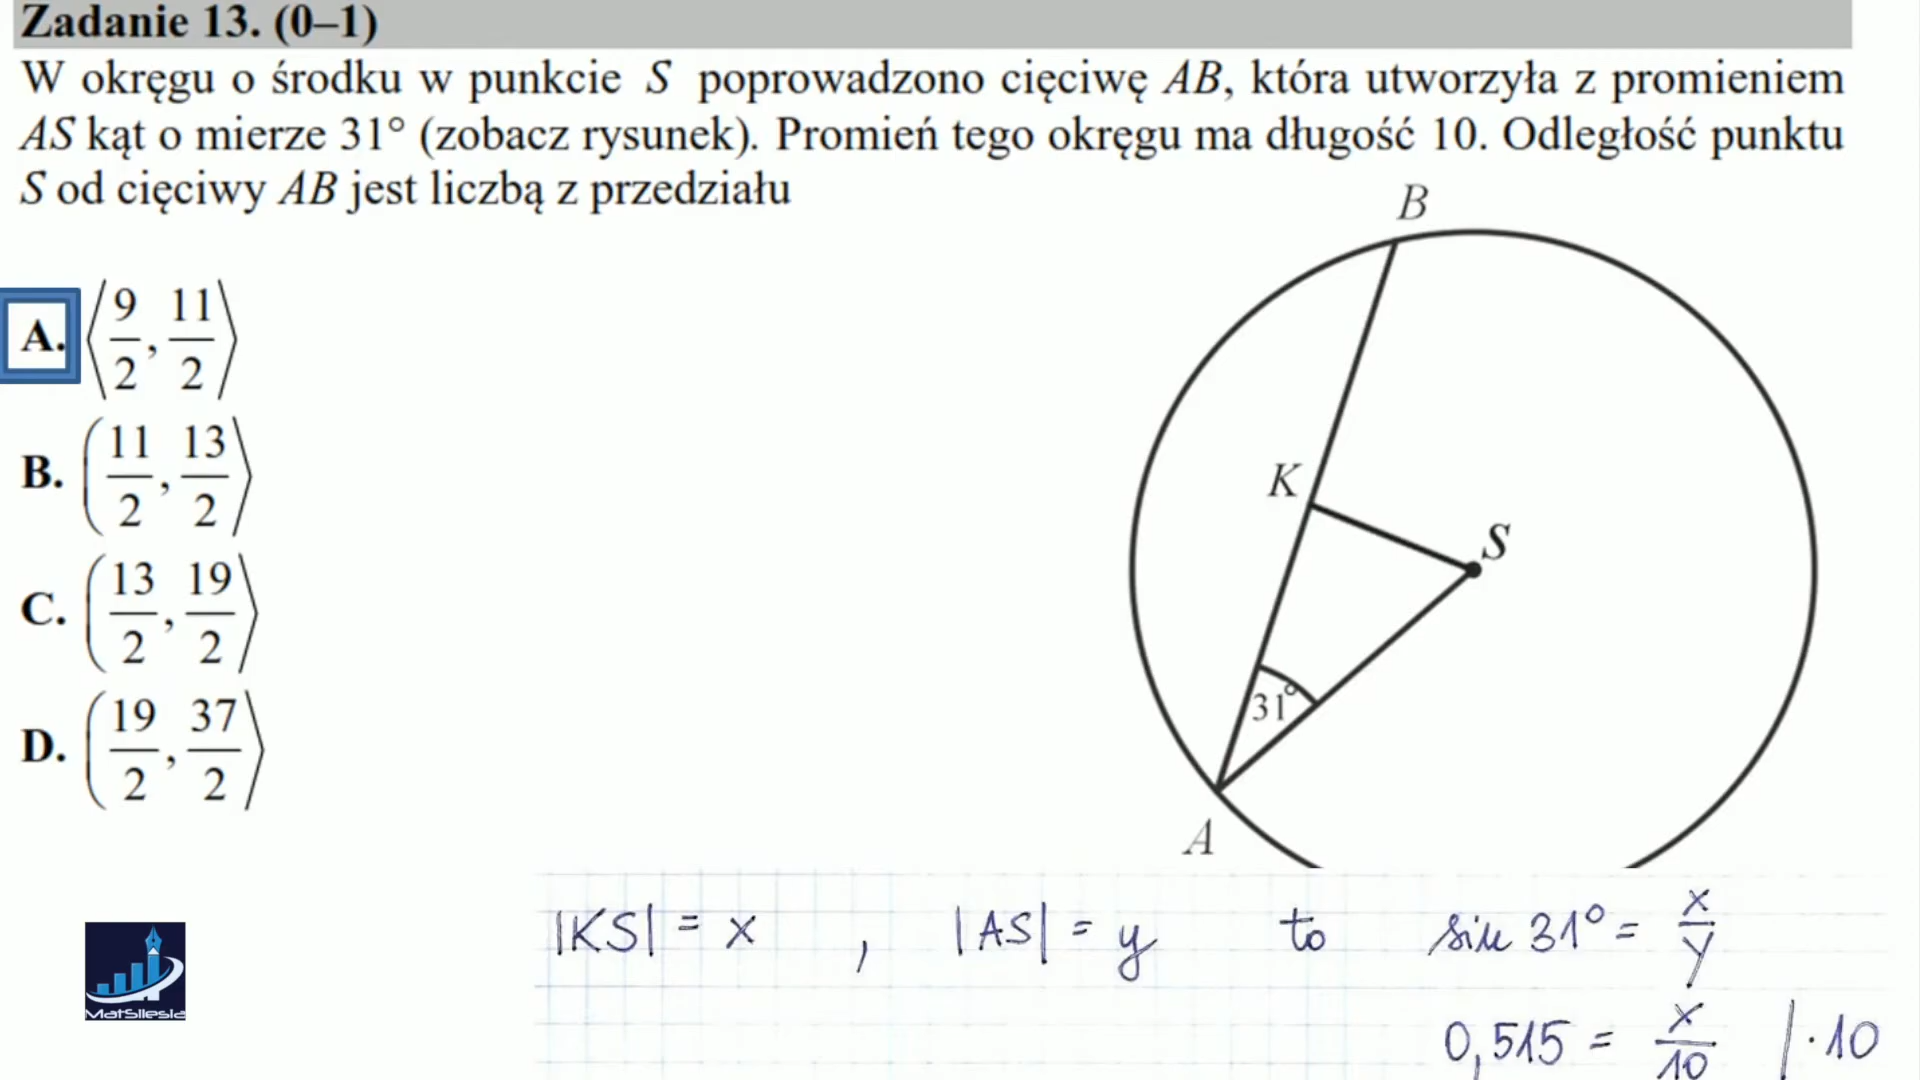 Zadanie 13. (0–1)
W okręgu o środku w punkcie S poprowadzono cięciwę AB, która utworzyła z promieniem
AS kąt o mierze 31° (zobacz rysunek). Promień tego okręgu ma długość 10. Odległość punktu
S od cięciwy AB jest liczbą z przedziału
A. ⟨9/2, 11/2⟩
B. (11/2, 13/2⟩
C. (13/2, 19/2⟩
D. (19/2, 37/2⟩
B
K
S
31°
A
|KS| = x , |AS| = y to sin 31° = x/y
0,515 = x/10 | · 10
MatSilesia